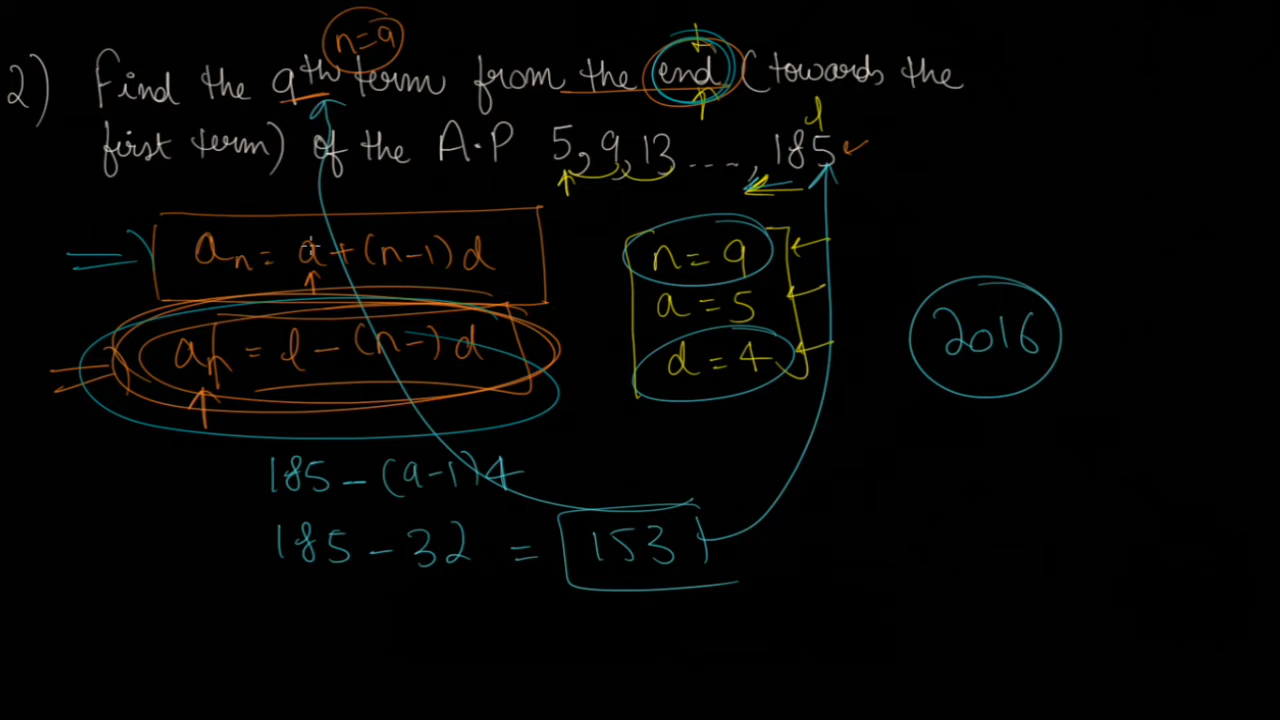 n=9
2) Find the 9th term from the end (towards the
l
first term) of the A.P 5, 9, 13 ...., 185
an = a+(n-1)d
n = 9
a = 5
d = 4
an = l - (n-1)d
2016
185 - (9-1)4
185 - 32 = 153